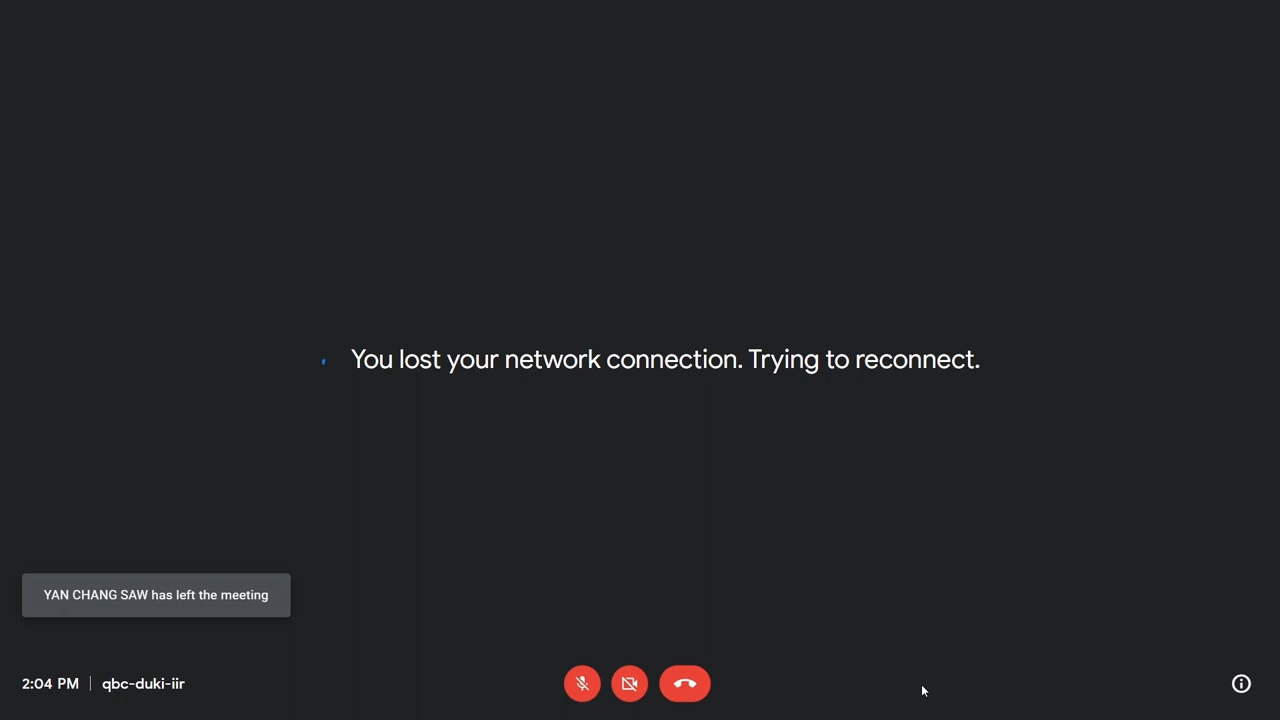 You lost your network connection. Trying to reconnect.
YAN CHANG SAW has left the meeting
2:04 PM | qbc-duki-iir